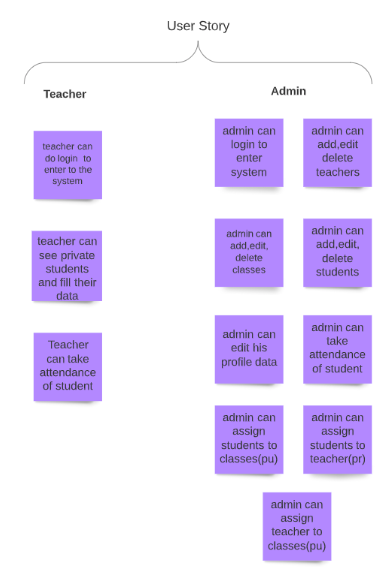 User Story
Teacher
Admin
teacher can
do login to
enter to the
system
teacher can
see private
students
and fill their
data
Teacher
can take
attendance
of student
admin can
login to
enter
system
admin can
add,edit
delete
teachers
admin can
add,edit,
delete
classes
admin can
add,edit,
delete
students
admin can
edit his
profile data
admin can
take
attendance
of student
admin can
assign
students to
classes(pu)
admin can
assign
students to
teacher(pr)
admin can
assign
teacher to
classes(pu)